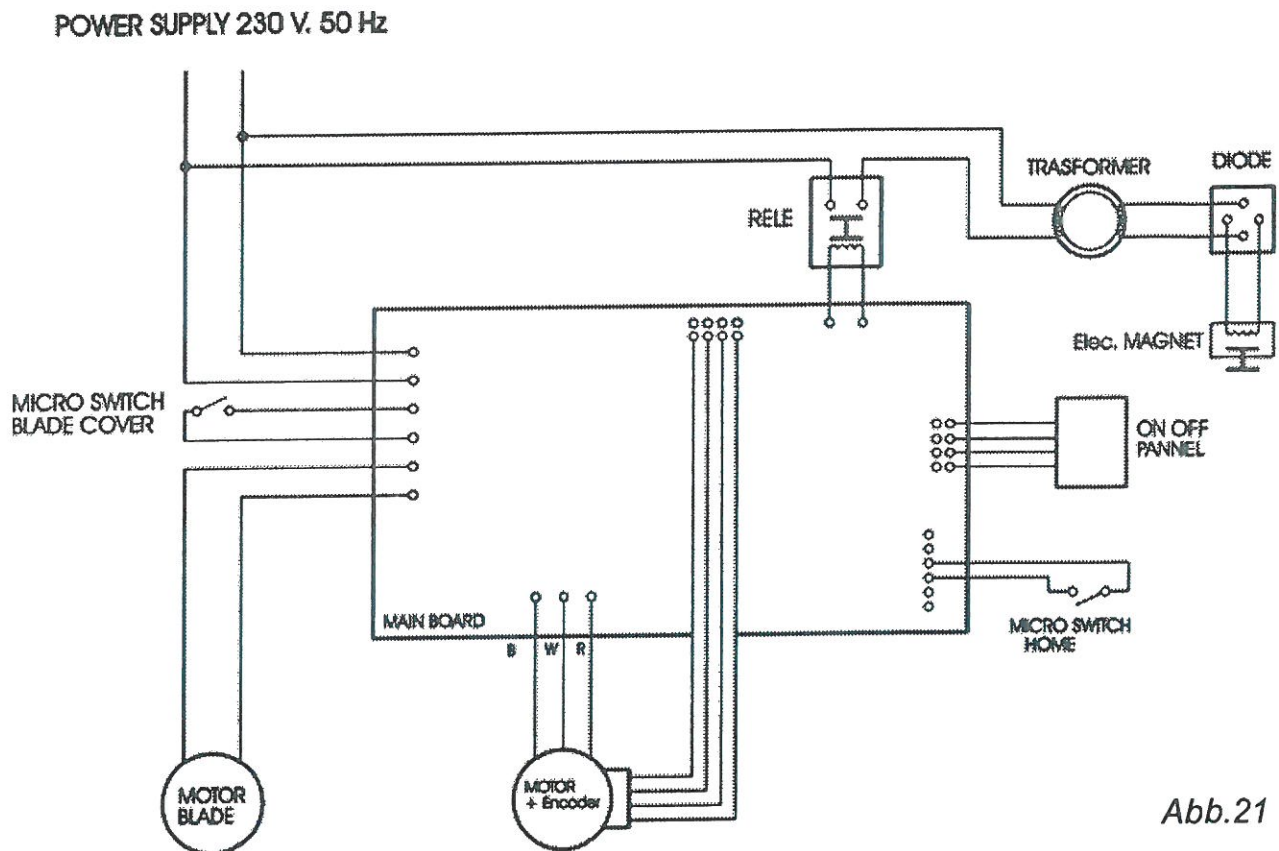 POWER SUPPLY 230 V. 50 Hz
TRASFORMER
DIODE
RELE
Elec. MAGNET
MICRO SWITCH
BLADE COVER
ON OFF
PANNEL
MAIN BOARD
B W R
MICRO SWITCH
HOME
MOTOR
BLADE
MOTOR
+ Encoder
Abb.21